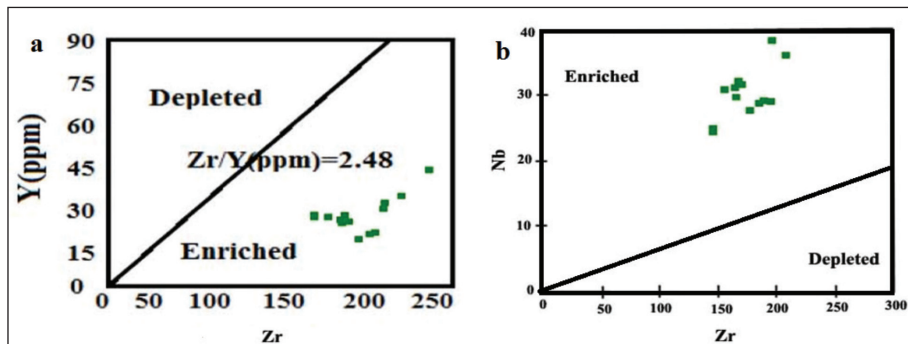 a
90
75
60
45
30
15
0
Y(ppm)
Depleted
Zr/Y(ppm)=2.48
Enriched
0 50 100 150 200 250
Zr
b
40
30
20
10
0
Nb
Enriched
Depleted
0 50 100 150 200 250 300
Zr